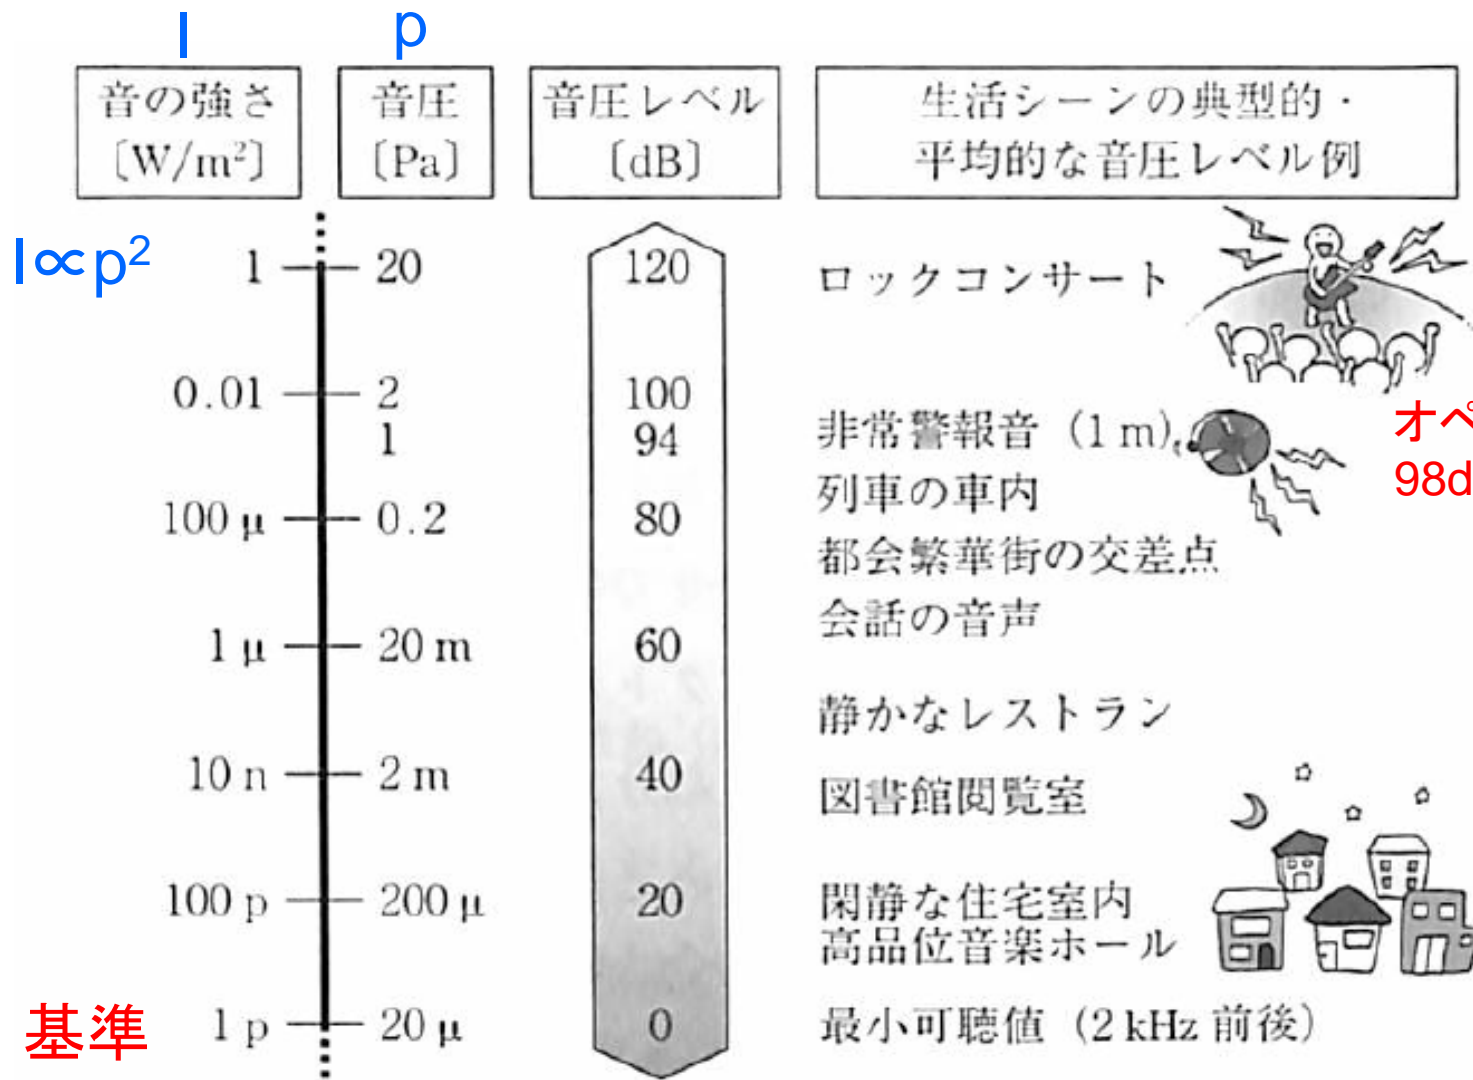 I
p
音の強さ
〔W/m²〕
音圧
〔Pa〕
音圧レベル
〔dB〕
生活シーンの典型的・
平均的な音圧レベル例
I∝p²
1
20
120
ロックコンサート
0.01
2
100
1
94
非常警報音（1 m）
オペ
98d
列車の車内
100 μ
0.2
80
都会繁華街の交差点
会話の音声
1 μ
20 m
60
静かなレストラン
10 n
2 m
40
図書館閲覧室
100 p
200 μ
20
閑静な住宅室内
高品位音楽ホール
基準
1 p
20 μ
0
最小可聴値（2 kHz 前後）